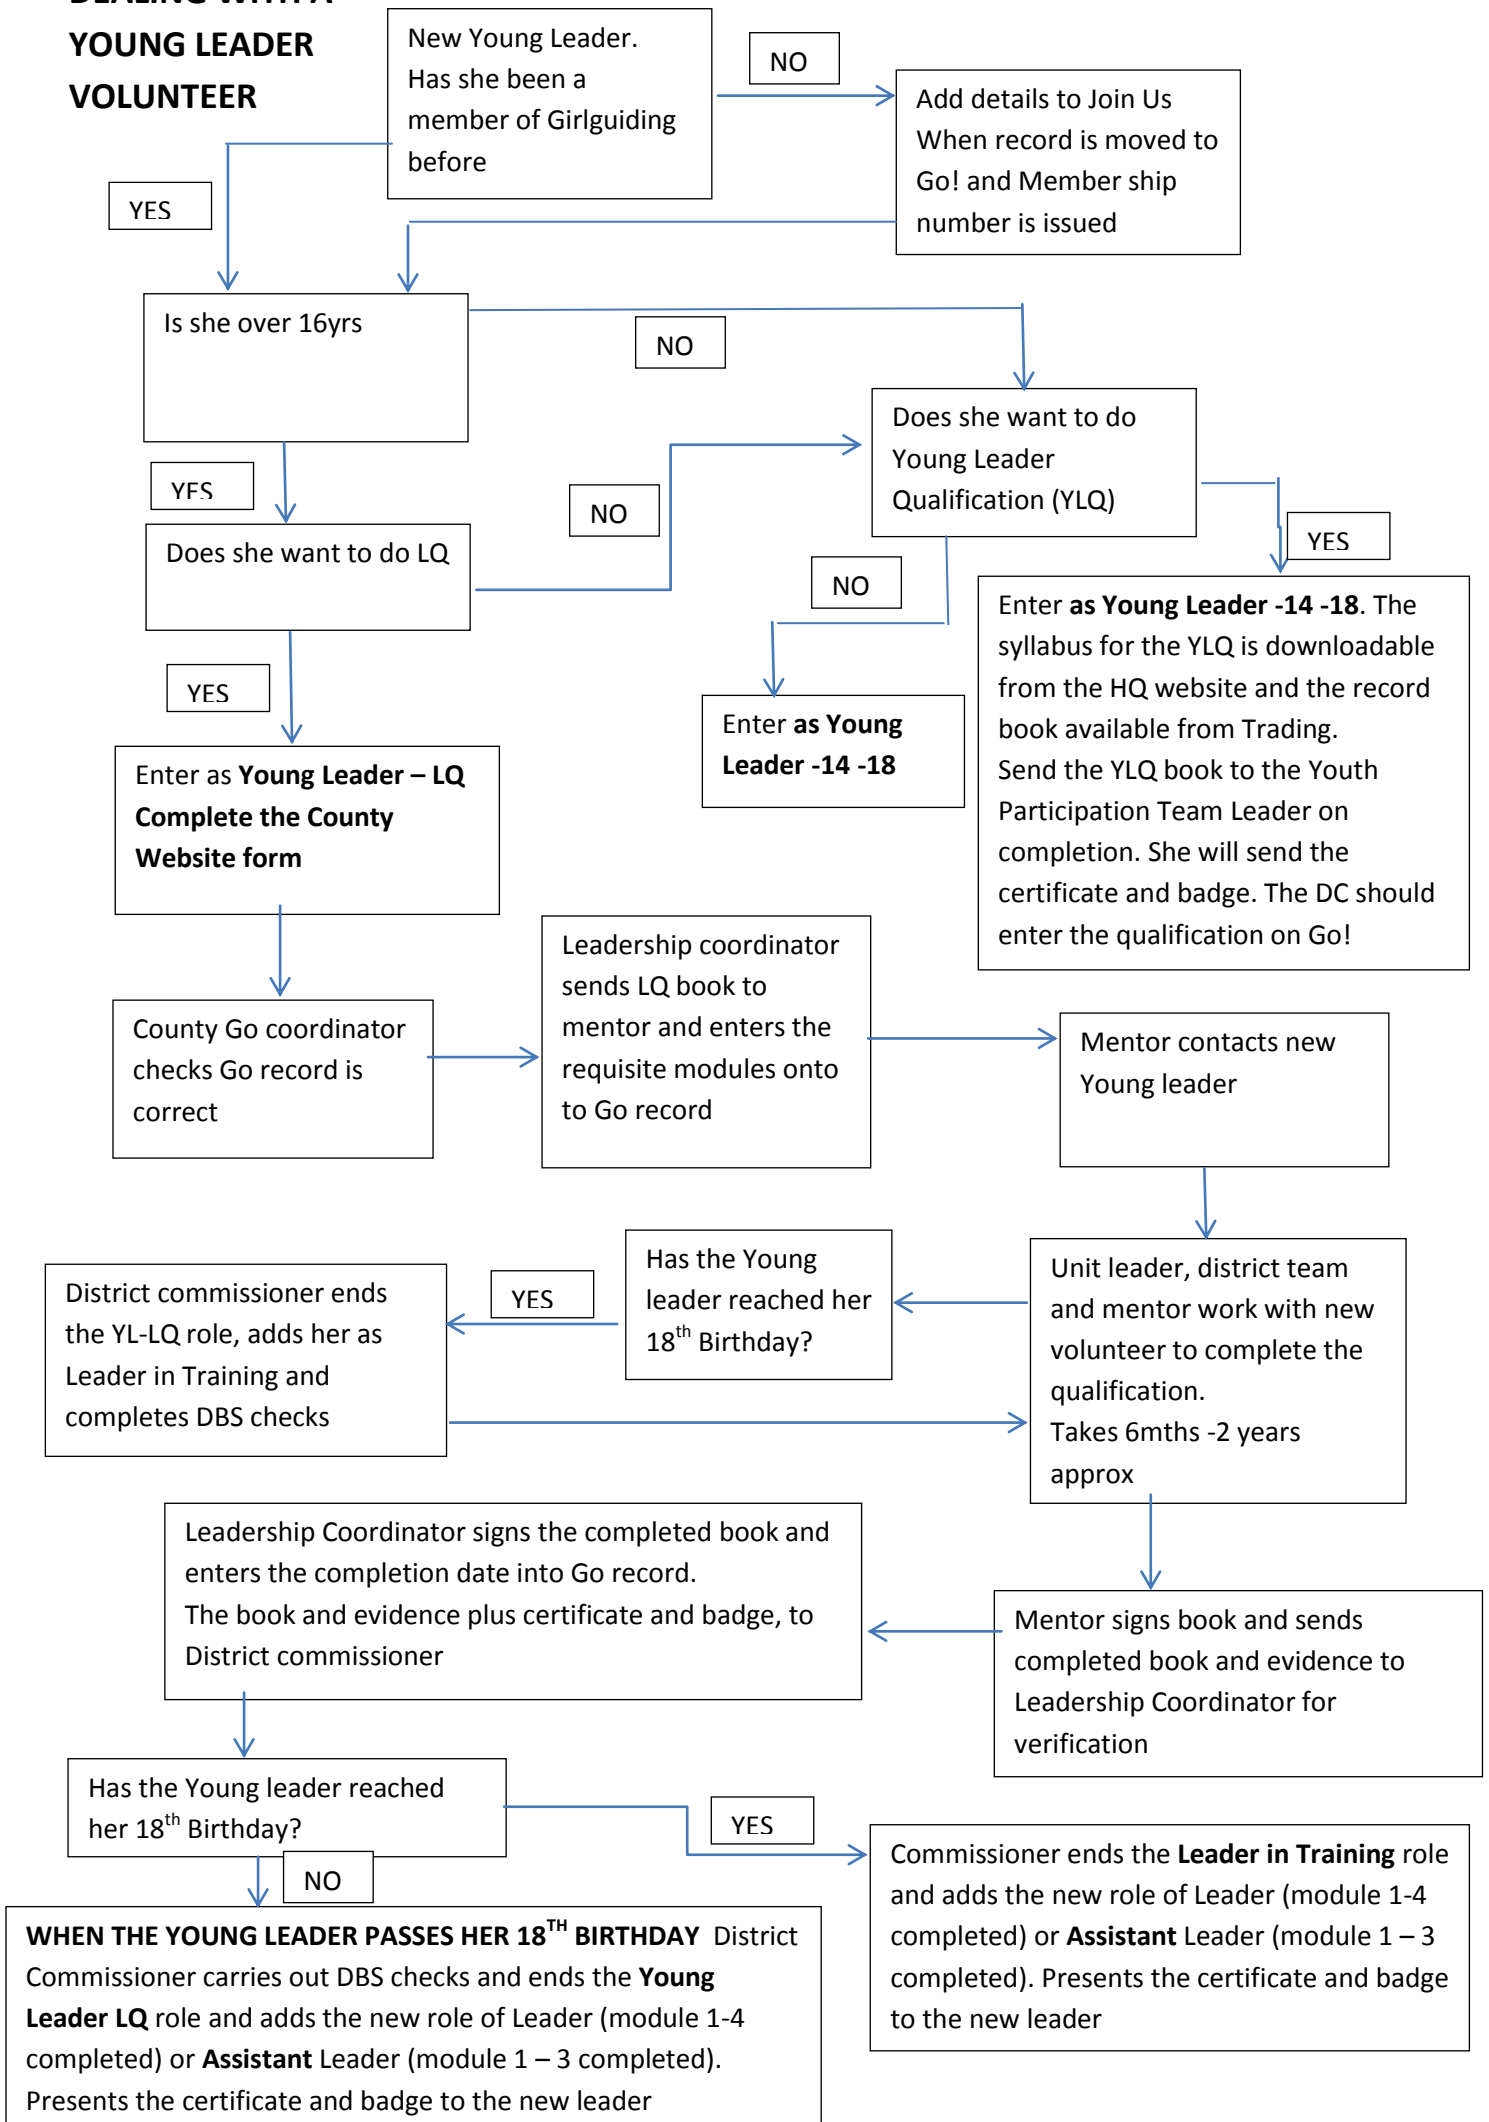 DEALING WITH A
YOUNG LEADER
VOLUNTEER
New Young Leader.
Has she been a
member of Girlguiding
before
NO
Add details to Join Us
When record is moved to
Go! and Member ship
number is issued
YES
Is she over 16yrs
NO
Does she want to do
Young Leader
Qualification (YLQ)
YES
NO
Does she want to do LQ
YES
NO
Enter as Young Leader -14 -18. The
syllabus for the YLQ is downloadable
from the HQ website and the record
book available from Trading.
Send the YLQ book to the Youth
Participation Team Leader on
completion. She will send the
certificate and badge. The DC should
enter the qualification on Go!
YES
Enter as Young
Leader -14 -18
Enter as Young Leader – LQ
Complete the County
Website form
County Go coordinator
checks Go record is
correct
Leadership coordinator
sends LQ book to
mentor and enters the
requisite modules onto
to Go record
Mentor contacts new
Young leader
Unit leader, district team
and mentor work with new
volunteer to complete the
qualification.
Takes 6mths -2 years
approx
Has the Young
leader reached her
18th Birthday?
YES
District commissioner ends
the YL-LQ role, adds her as
Leader in Training and
completes DBS checks
Mentor signs book and sends
completed book and evidence to
Leadership Coordinator for
verification
Leadership Coordinator signs the completed book and
enters the completion date into Go record.
The book and evidence plus certificate and badge, to
District commissioner
Has the Young leader reached
her 18th Birthday?
YES
Commissioner ends the Leader in Training role
and adds the new role of Leader (module 1-4
completed) or Assistant Leader (module 1 – 3
completed). Presents the certificate and badge
to the new leader
NO
WHEN THE YOUNG LEADER PASSES HER 18TH BIRTHDAY District
Commissioner carries out DBS checks and ends the Young
Leader LQ role and adds the new role of Leader (module 1-4
completed) or Assistant Leader (module 1 – 3 completed).
Presents the certificate and badge to the new leader